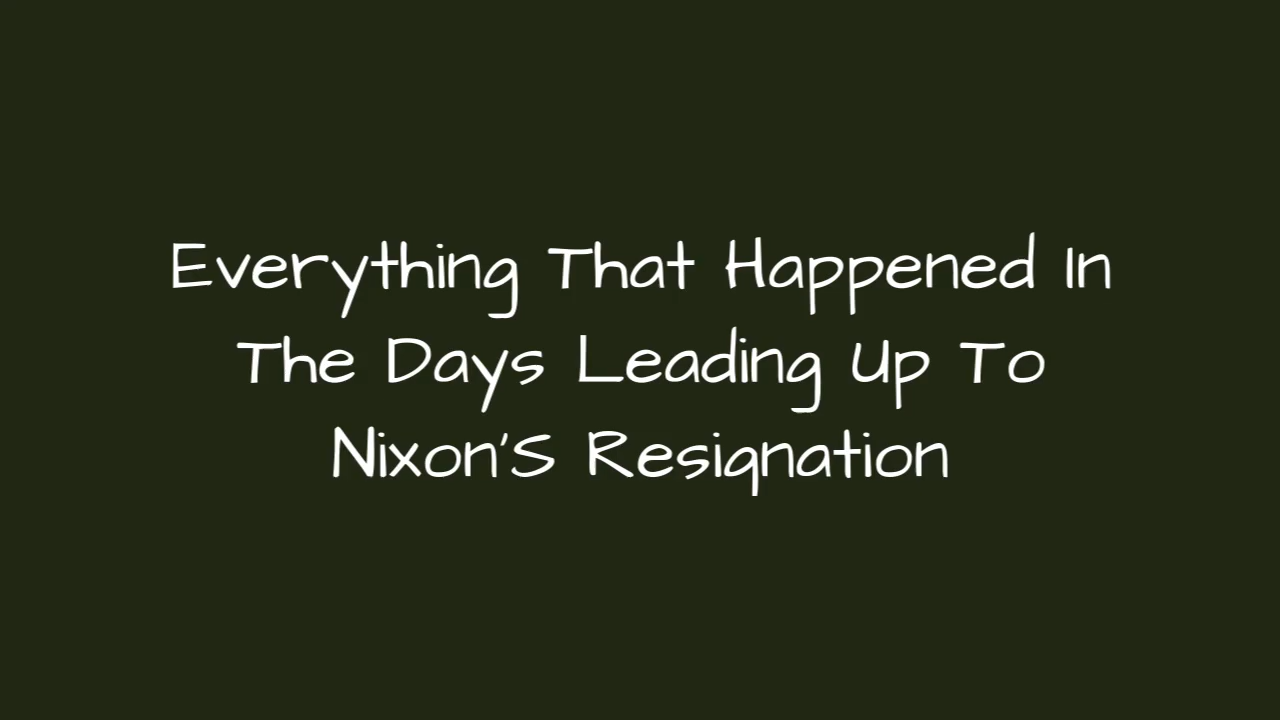 Everything That Happened In
The Days Leading Up To
Nixon'S Resignation